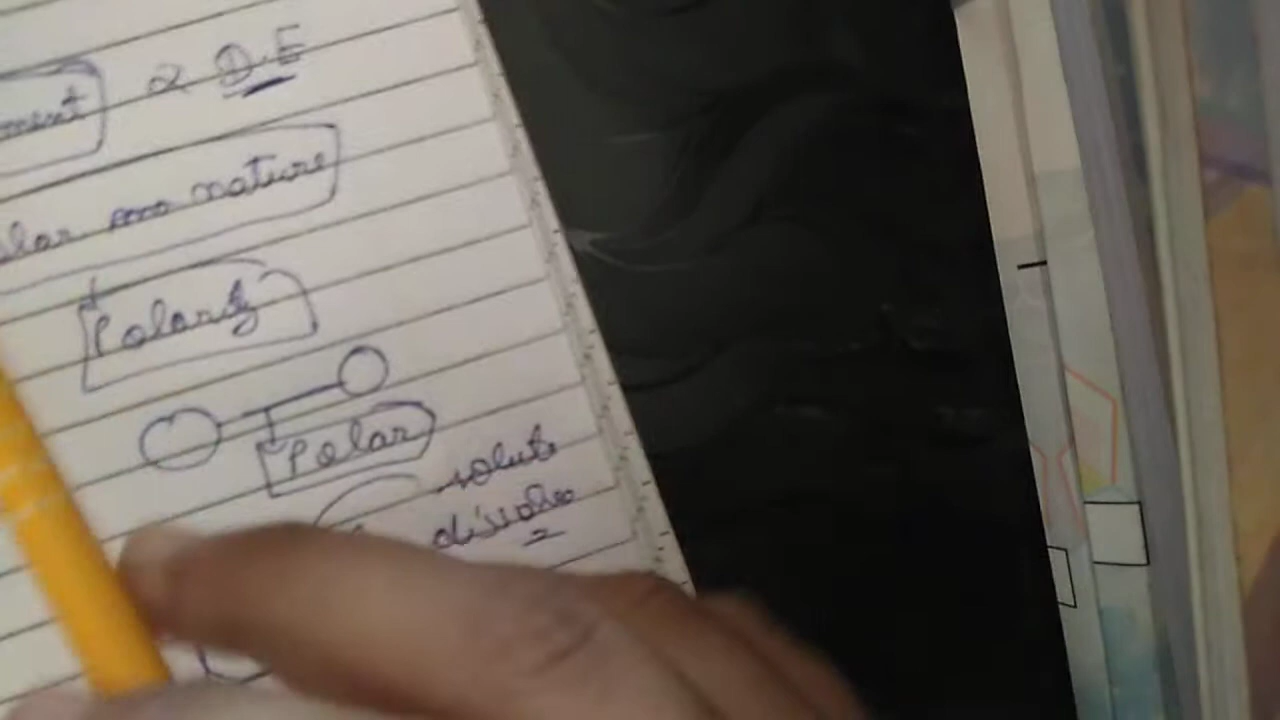 ment α D.E
lar nature
Polarity
Polar
solute
dissolve